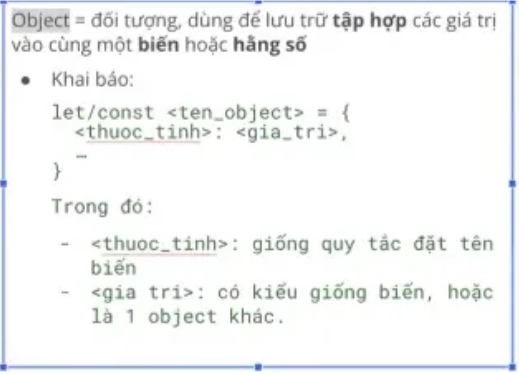 Object = đối tượng, dùng để lưu trữ tập hợp các giá trị
vào cùng một biến hoặc hằng số
● Khai báo:
let/const <ten_object> = {
<thuoc_tinh>: <gia_tri>,
…
}
Trong đó:
- <thuoc_tinh>: giống quy tắc đặt tên
biến
- <gia tri>: có kiểu giống biến, hoặc
là 1 object khác.